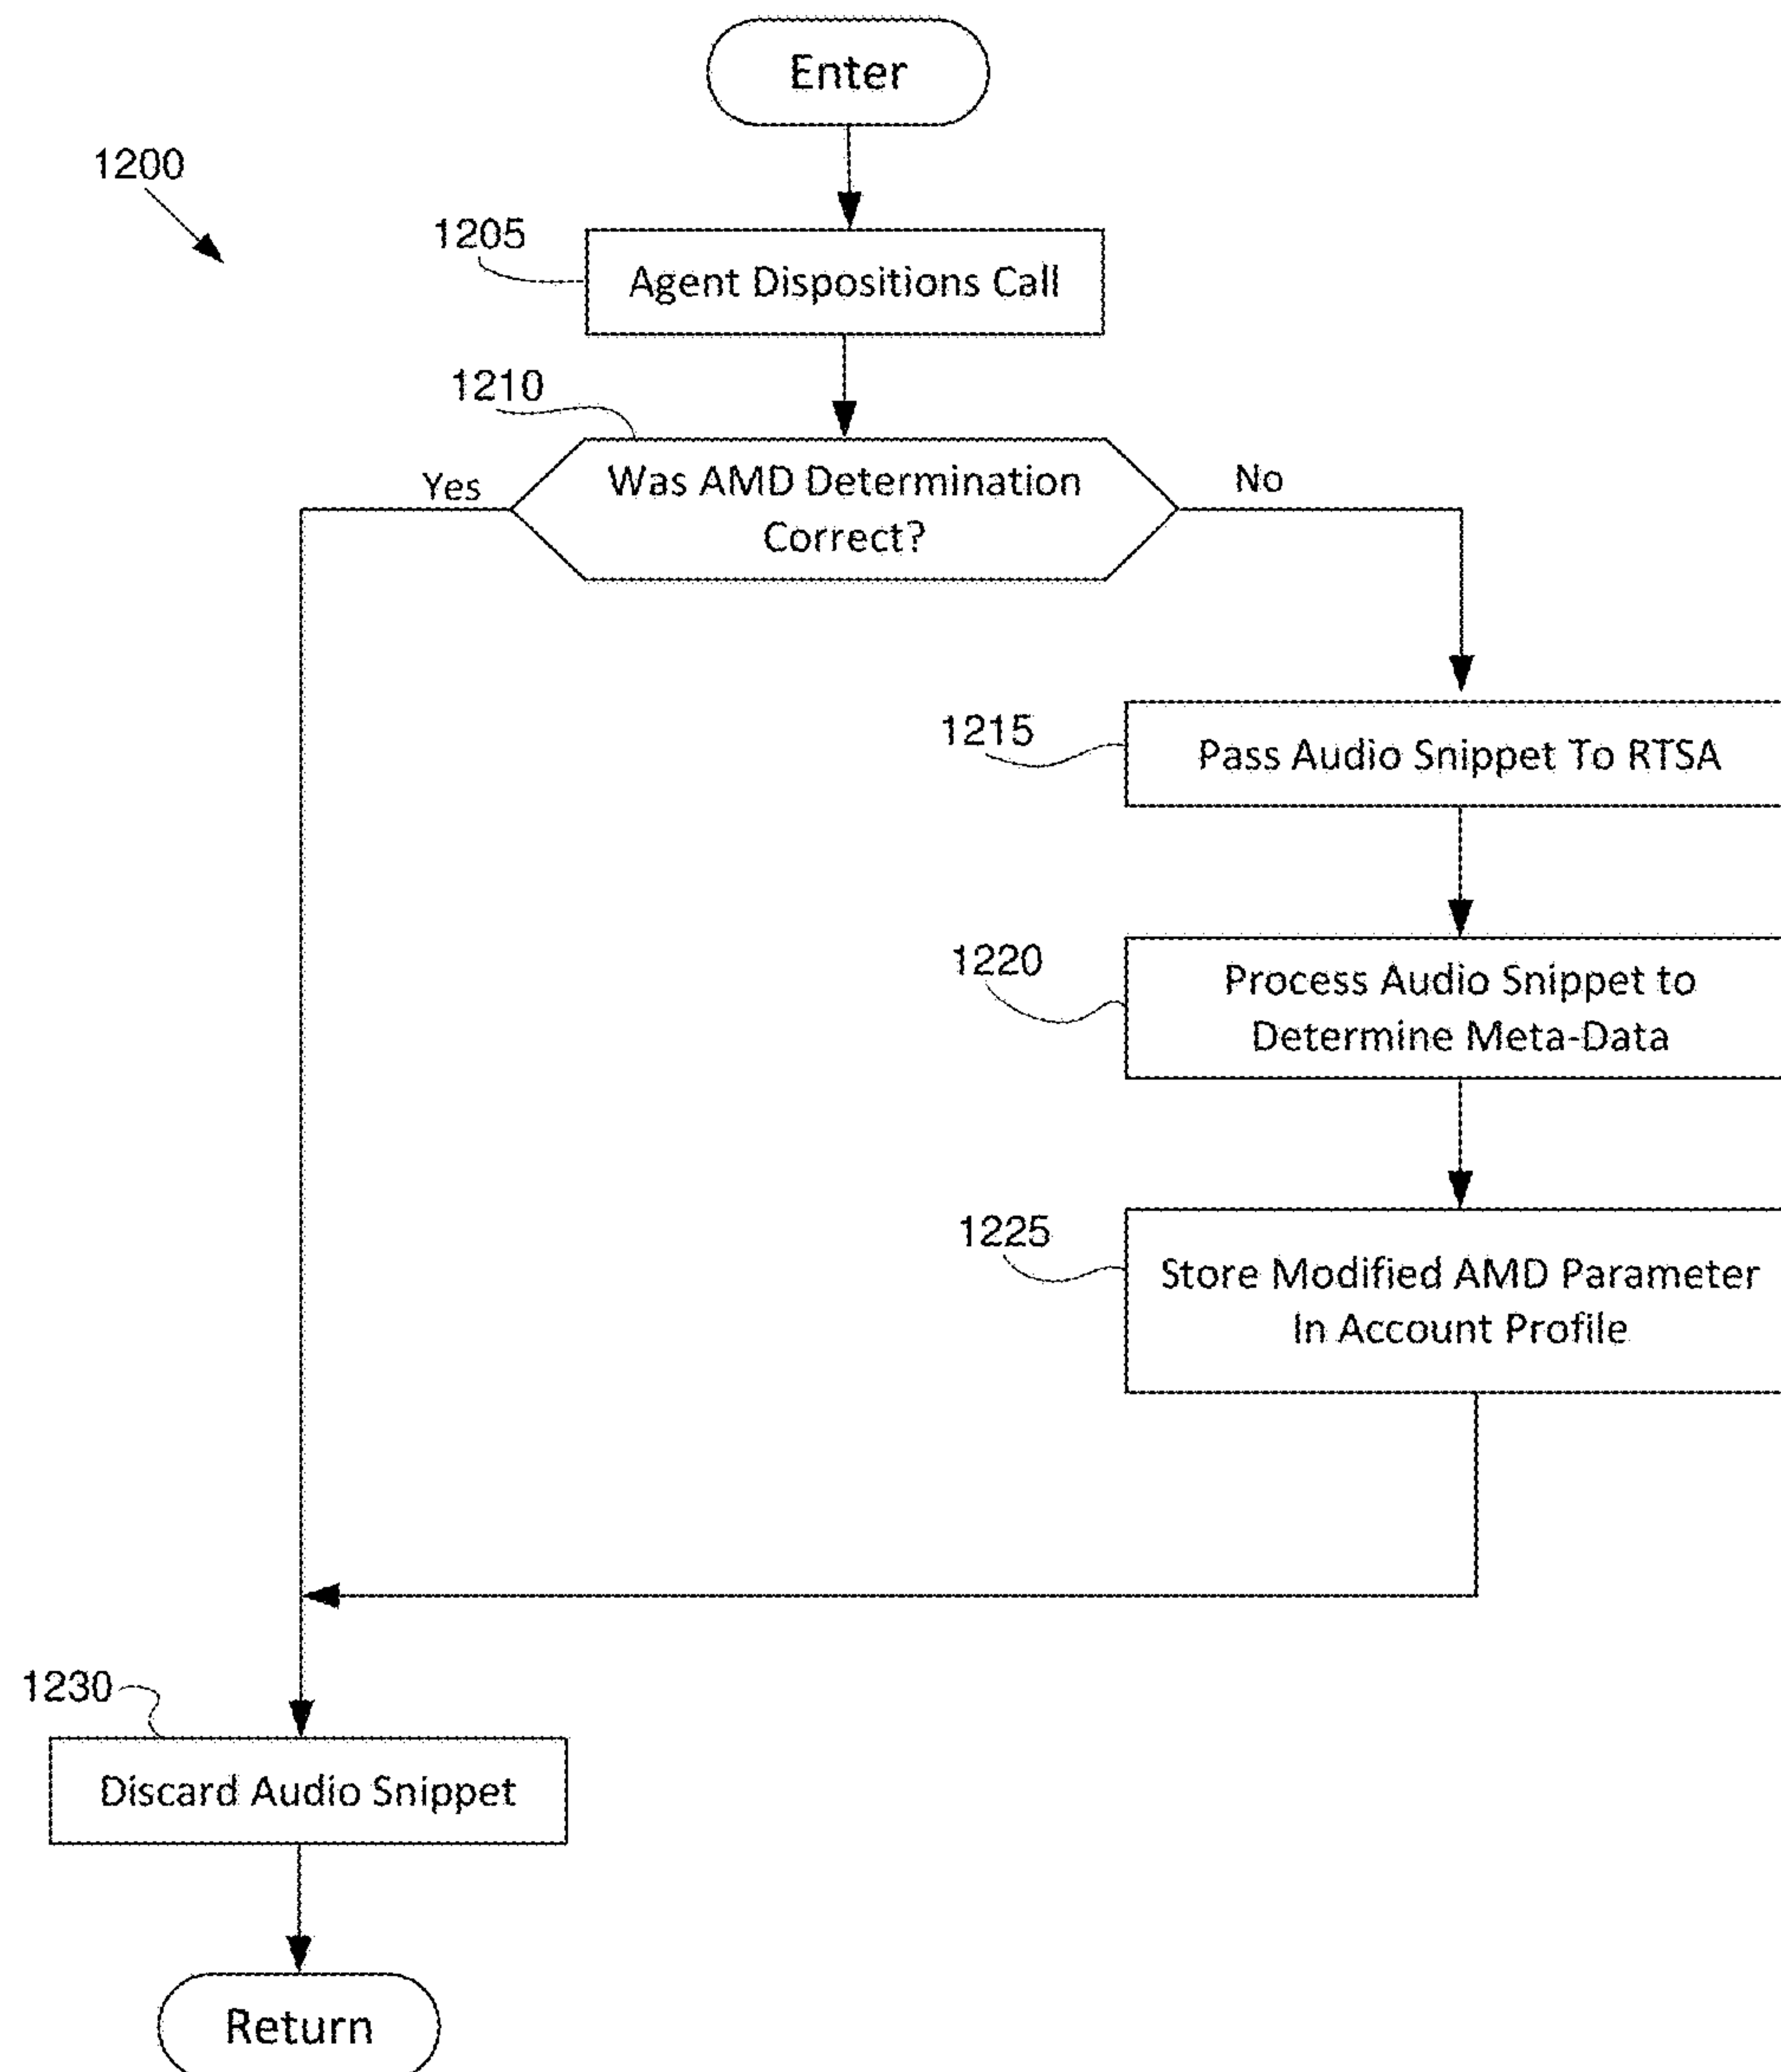 Enter
1200
1205
Agent Dispositions Call
1210
Yes
Was AMD Determination
Correct?
No
1215
Pass Audio Snippet To RTSA
1220
Process Audio Snippet to
Determine Meta-Data
1225
Store Modified AMD Parameter
In Account Profile
1230
Discard Audio Snippet
Return